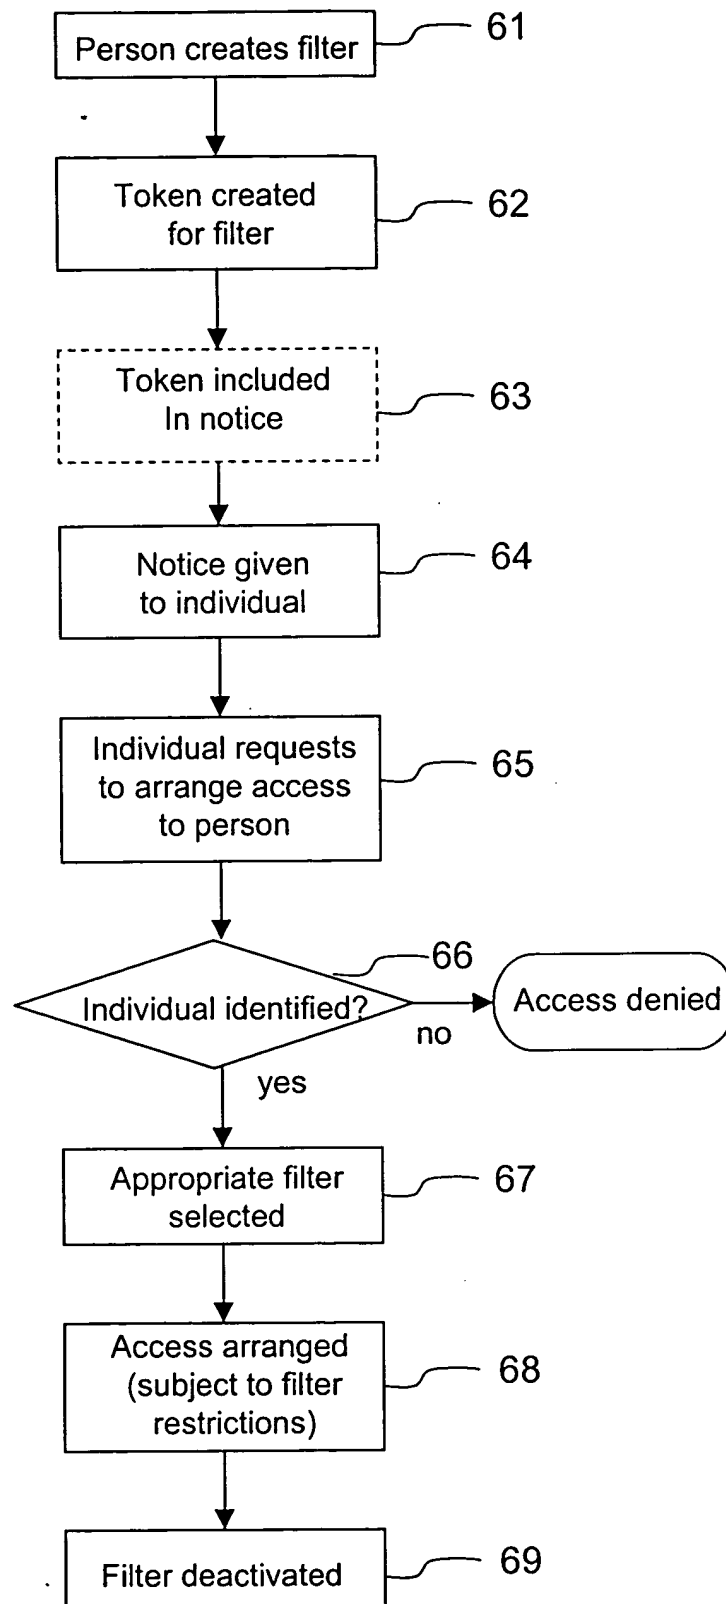 Person creates filter
61
Token created
for filter
62
Token included
In notice
63
Notice given
to individual
64
Individual requests
to arrange access
to person
65
66
Individual identified?
no
Access denied
yes
Appropriate filter
selected
67
Access arranged
(subject to filter
restrictions)
68
Filter deactivated
69